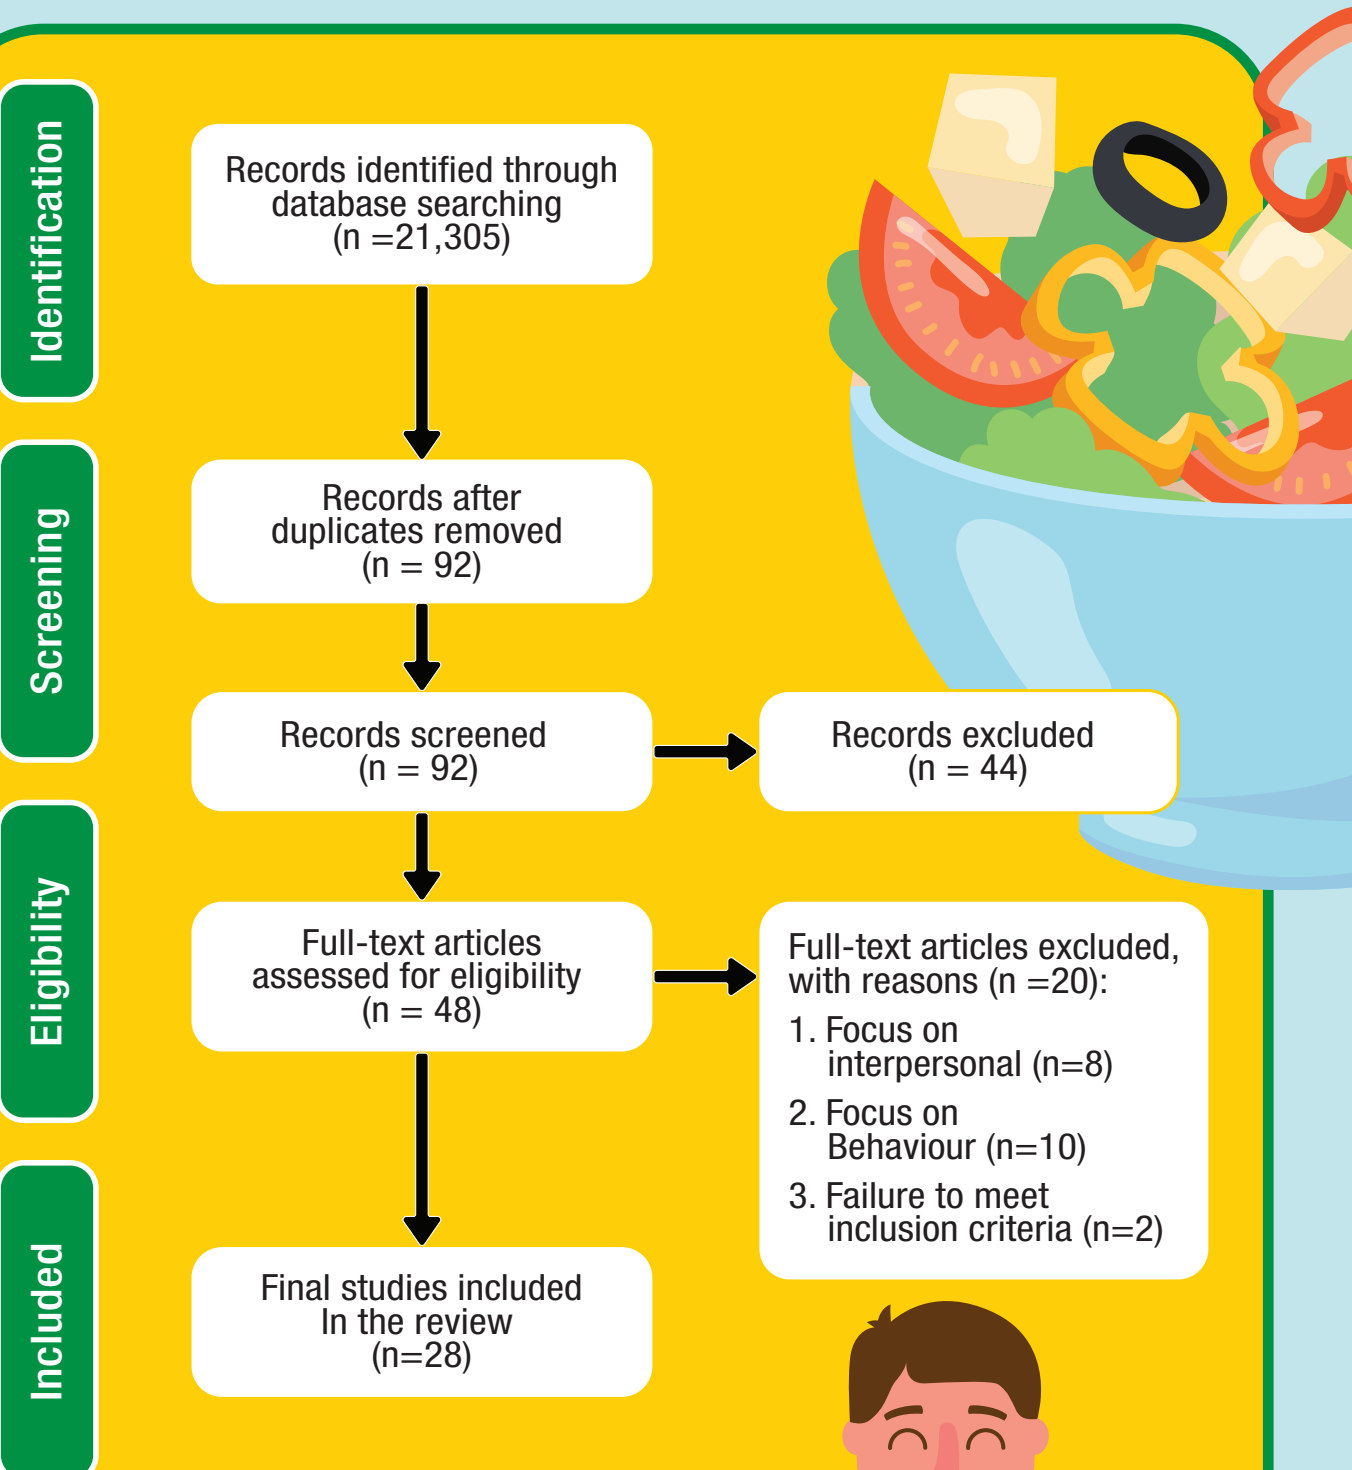 Identification
Records identified through
database searching
(n =21,305)
Screening
Records after
duplicates removed
(n = 92)
Records screened
(n = 92)
Records excluded
(n = 44)
Eligibility
Full-text articles
assessed for eligibility
(n = 48)
Full-text articles excluded,
with reasons (n =20):
1. Focus on
interpersonal (n=8)
2. Focus on
Behaviour (n=10)
3. Failure to meet
inclusion criteria (n=2)
Included
Final studies included
In the review
(n=28)